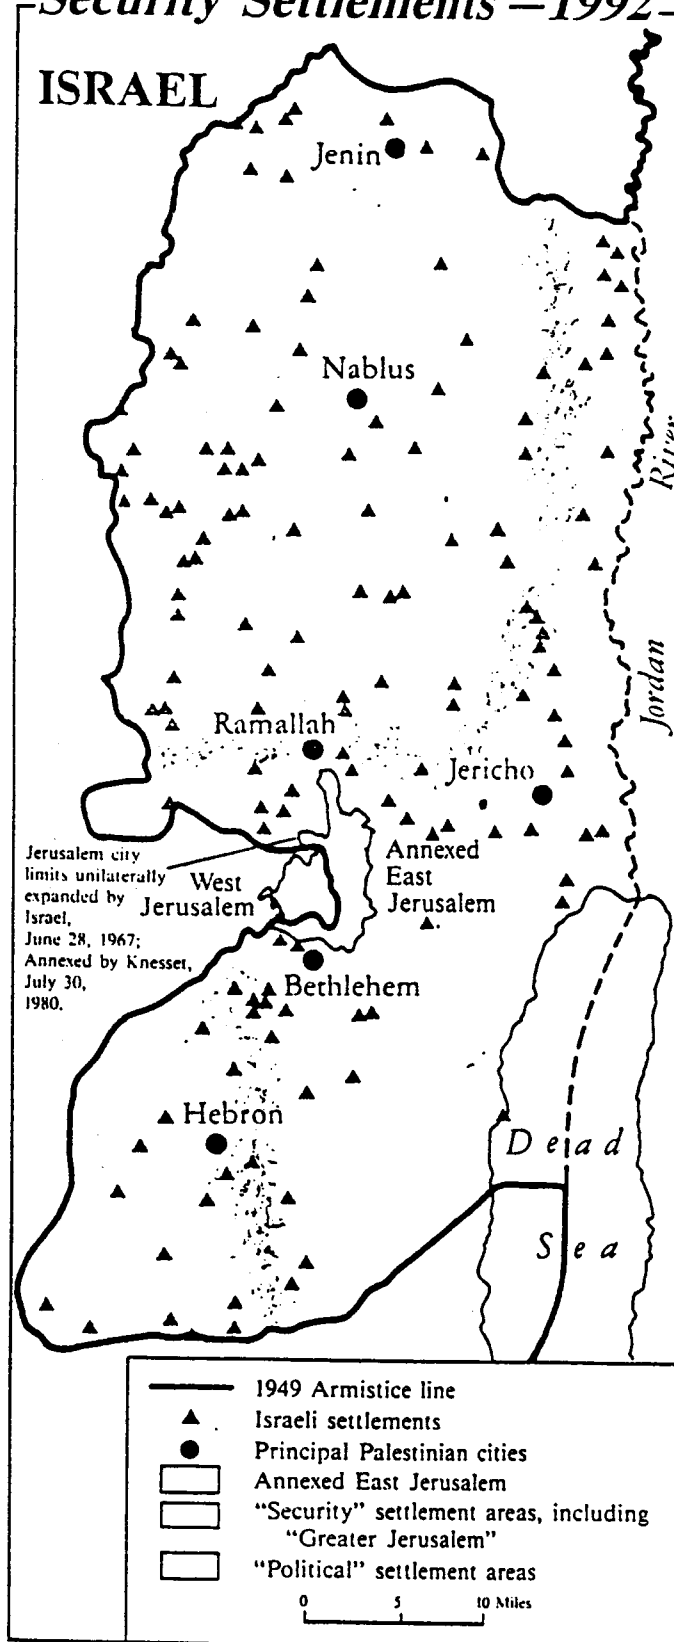 Security Settlements —1992
ISRAEL
Jenin
Nablus
River
Jordan
Ramallah
Jericho
Jerusalem city
limits unilaterally
expanded by
Israel,
June 28, 1967;
Annexed by Knesset,
July 30,
1980.
West
Jerusalem
Annexed
East
Jerusalem
Bethlehem
Hebron
Dead
Sea
1949 Armistice line
Israeli settlements
Principal Palestinian cities
Annexed East Jerusalem
"Security" settlement areas, including
"Greater Jerusalem"
"Political" settlement areas
0 5 10 Miles